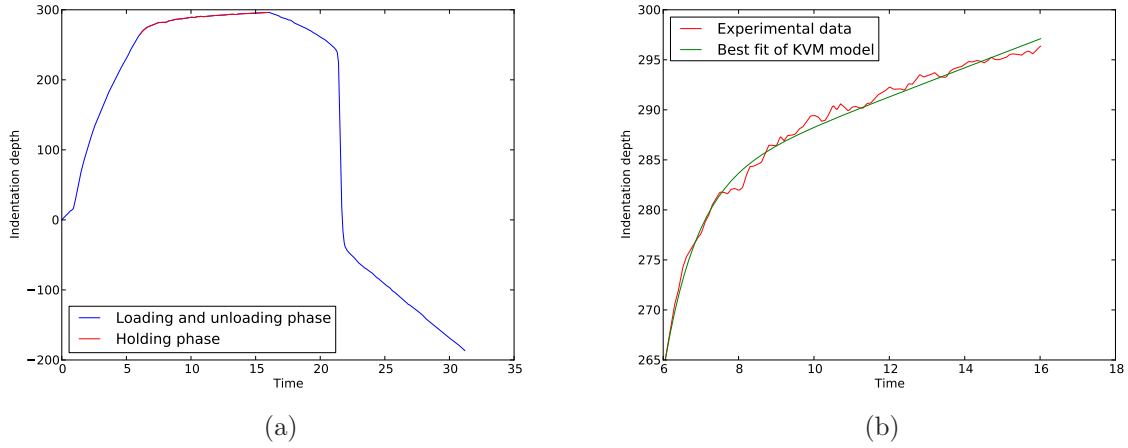 300
200
100
0
−100
−200
0
5
10
15
20
25
30
35
Time
Indentation depth
Loading and unloading phase
Holding phase
(a)
300
295
290
285
280
275
270
265
6
8
10
12
14
16
18
Time
Indentation depth
Experimental data
Best fit of KVM model
(b)